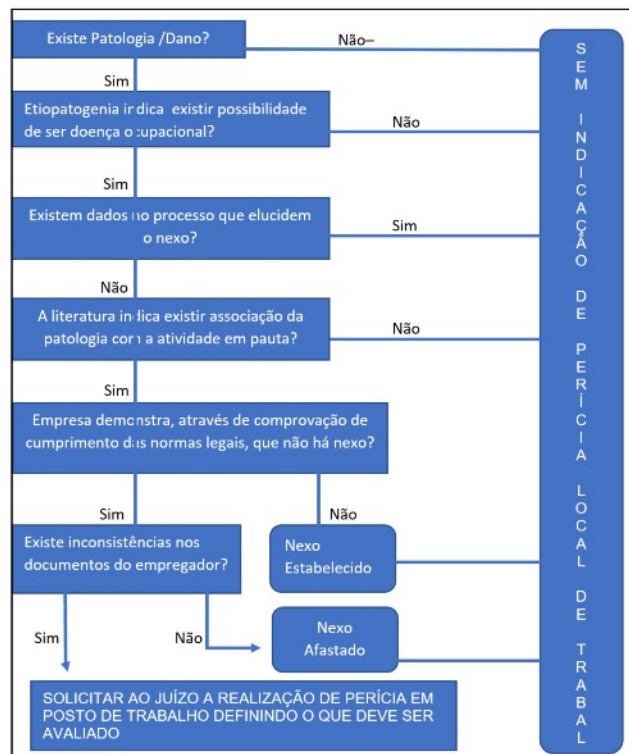 Existe Patologia /Dano?
Não–
Sim
Etiopatogenia indica existir possibilidade
de ser doença ocupacional?
Não
Sim
Existem dados no processo que elucidem
o nexo?
Sim
Não
A literatura indica existir associação da
patologia com a atividade em pauta?
Não
Sim
Empresa demonstra, através de comprovação de
cumprimento das normas legais, que não há nexo?
Sim
Não
Existe inconsistências nos
documentos do empregador?
Nexo
Estabelecido
Sim
Não
Nexo
Afastado
SOLICITAR AO JUÍZO A REALIZAÇÃO DE PERÍCIA EM
POSTO DE TRABALHO DEFININDO O QUE DEVE SER
AVALIADO
SEM INDICAÇÃO DE PERÍCIA LOCAL DE TRABAL